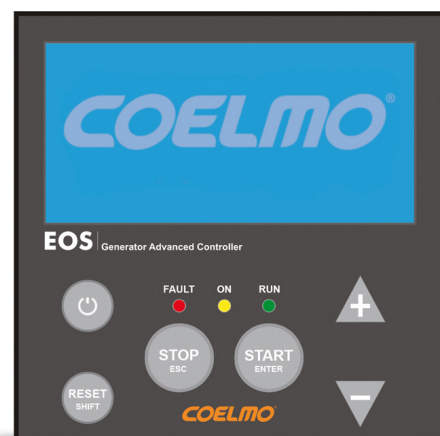 COELMO®
EOS Generator Advanced Controller
FAULT ON RUN
STOP
ESC
START
ENTER
RESET
SHIFT
COELMO